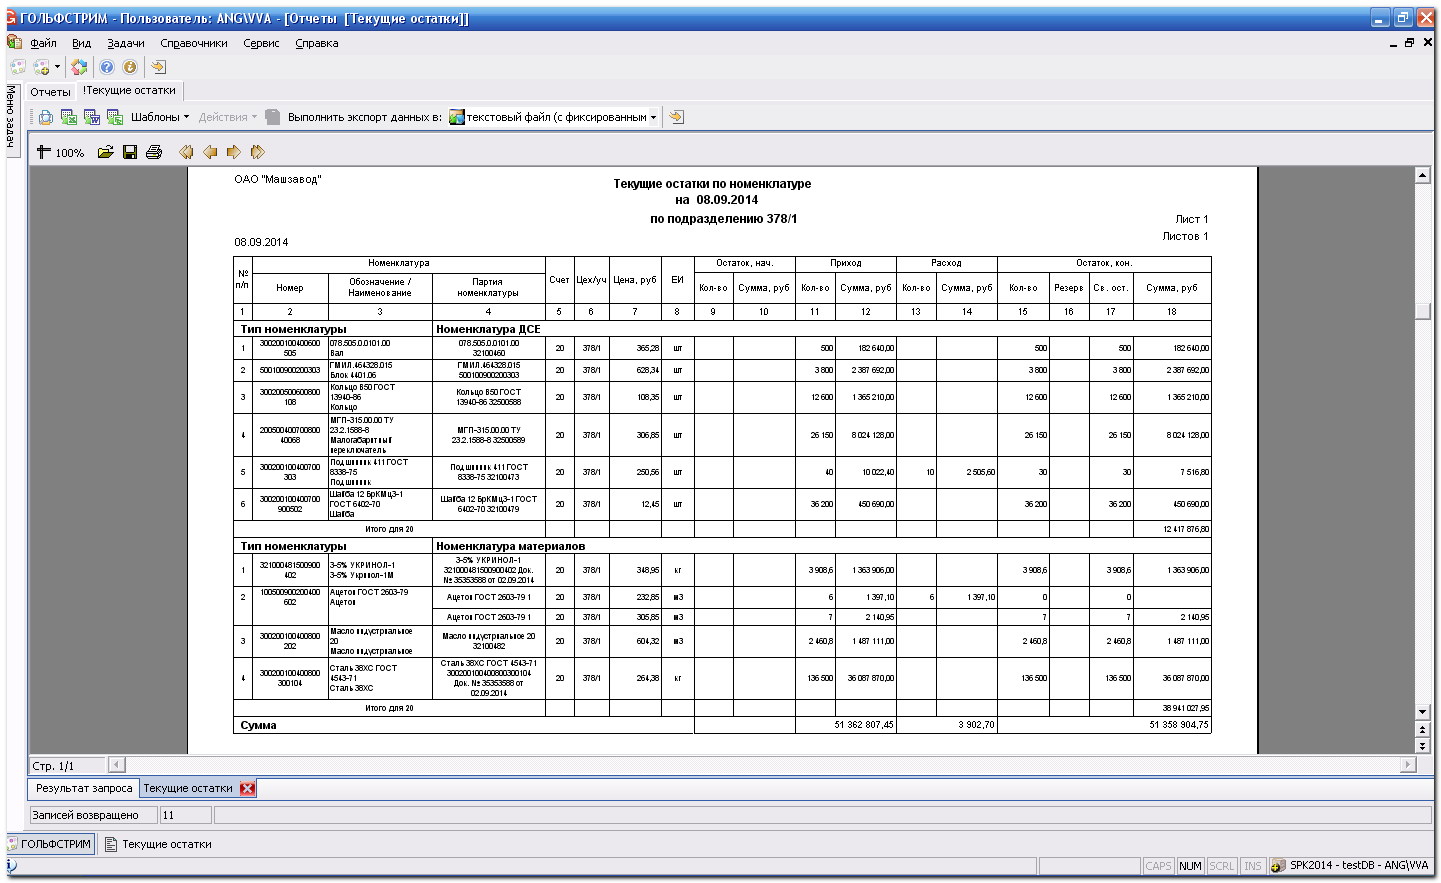 ГОЛЬФСТРИМ - Пользователь: ANG\VVA - [Отчеты  [Текущие остатки]]
Файл Вид Задачи Справочники Сервис Справка
Меню задач
Отчеты !Текущие остатки
Шаблоны Действия Выполнить экспорт данных в: текстовый файл (с фиксированным
100%
ОАО "Машзавод"
Текущие остатки по номенклатуре
на 08.09.2014
по подразделению 378/1
Лист 1
Листов 1
08.09.2014
№ п/п Номенклатура Счет Цех/уч Цена, руб ЕИ Остаток, нач. Приход Расход Остаток, кон.
Номер Обозначение / Наименование Партия номенклатуры Кол-во Сумма, руб Кол-во Сумма, руб Кол-во Сумма, руб Кол-во Резерв Св. ост. Сумма, руб
1 2 3 4 5 6 7 8 9 10 11 12 13 14 15 16 17 18
Тип номенклатуры Номенклатура ДСЕ
1 300200100400600 505 078.505.0.0101.00 Вал 078.505.0.0101.00 32100460 20 378/1 365,28 шт 500 182 640,00 500 500 182 640,00
2 500100900200303 ГМИЛ.464328.015 Блок 4401.06 ГМИЛ.464328.015 500100900200303 20 378/1 628,34 шт 3 800 2 387 692,00 3 800 3 800 2 387 692,00
3 300200500600800 108 Кольцо В50 ГОСТ 13940-86 Кольцо Кольцо В50 ГОСТ 13940-86 32500588 20 378/1 108,35 шт 12 600 1 365 210,00 12 600 12 600 1 365 210,00
4 200500400700800 40068 МГП-315.00.00 ТУ 23.2.1588-8 Малогабаритный переключатель МГП-315.00.00 ТУ 23.2.1588-8 32500589 20 378/1 306,85 шт 26 150 8 024 128,00 26 150 26 150 8 024 128,00
5 300200100400700 303 Подшипник 411 ГОСТ 8338-75 Подшипник Подшипник 411 ГОСТ 8338-75 32100473 20 378/1 250,56 шт 40 10 022,40 10 2 505,60 30 30 7 516,80
6 300200100400700 900502 Шайба 12 БрКМц3-1 ГОСТ 6402-70 Шайба Шайба 12 БрКМц3-1 ГОСТ 6402-70 32100479 20 378/1 12,45 шт 36 200 450 690,00 36 200 36 200 450 690,00
Итого для 20 12 417 876,80
Тип номенклатуры Номенклатура материалов
1 321000481500900 402 3-5% УКРИНОЛ-1 3-5% Укринол-1М 3-5% УКРИНОЛ-1 321000481500900402 Док. № 35353588 от 02.09.2014 20 378/1 348,95 кг 3 908,6 1 363 906,00 3 908,6 3 908,6 1 363 906,00
2 100500900200400 602 Ацетон ГОСТ 2603-79 Ацетон Ацетон ГОСТ 2603-79 1 20 378/1 232,85 м3 6 1 397,10 6 1 397,10 0 0
Ацетон ГОСТ 2603-79 1 20 378/1 305,85 м3 7 2 140,95 7 7 2 140,95
3 300200100400800 202 Масло индустриальное 20 Масло индустриальное Масло индустриальное 20 32100482 20 378/1 604,32 м3 2 460,8 1 487 111,00 2 460,8 2 460,8 1 487 111,00
4 300200100400800 300104 Сталь 38ХС ГОСТ 4543-71 Сталь 38ХС Сталь 38ХС ГОСТ 4543-71 300200100400800300104 Док. № 35353588 от 02.09.2014 20 378/1 264,38 кг 136 500 36 087 870,00 136 500 136 500 36 087 870,00
Итого для 20 38 941 027,95
Сумма 51 362 807,45 3 902,70 51 358 904,75
Стр. 1/1
Результат запроса Текущие остатки
Записей возвращено 11
ГОЛЬФСТРИМ Текущие остатки
CAPS NUM SCRL INS SPK2014 - testDB - ANG\VVA